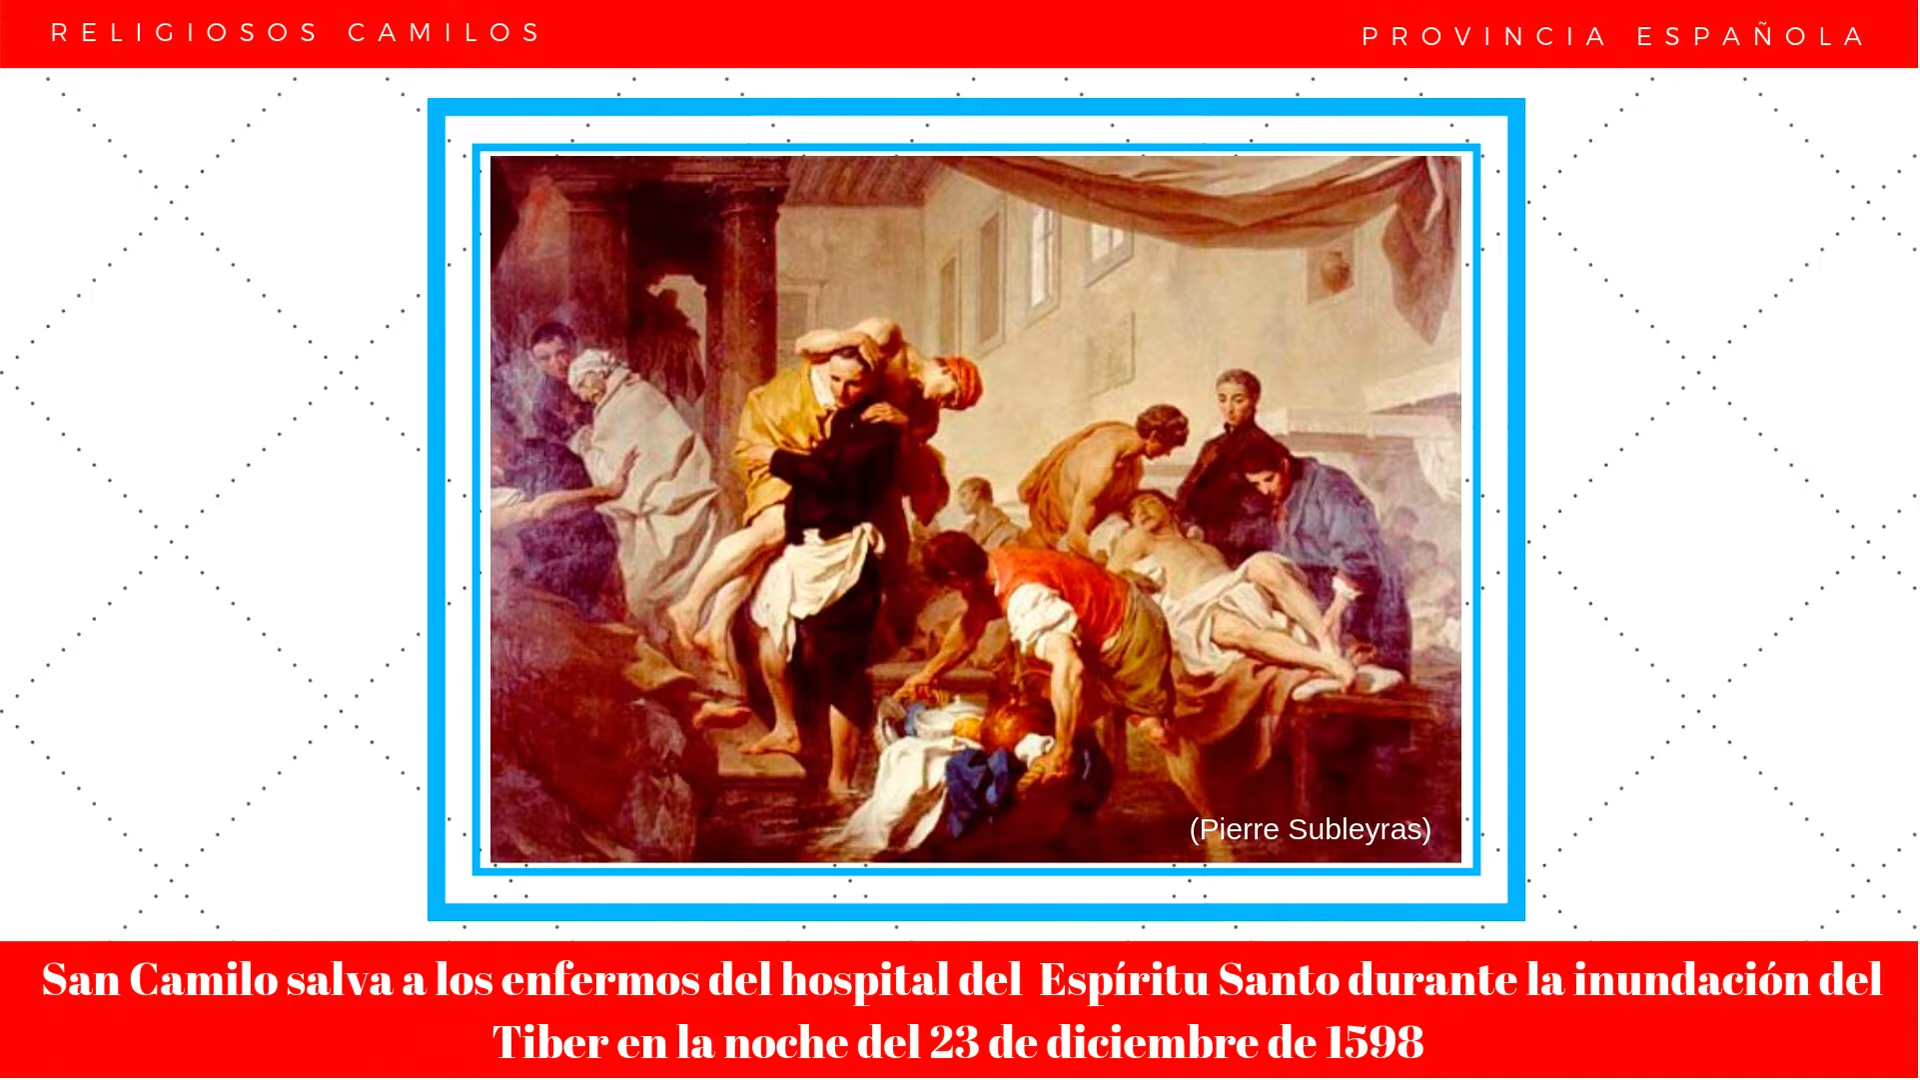 RELIGIOSOS CAMILOS
PROVINCIA ESPAÑOLA
(Pierre Subleyras)
San Camilo salva a los enfermos del hospital del Espíritu Santo durante la inundación del
Tiber en la noche del 23 de diciembre de 1598